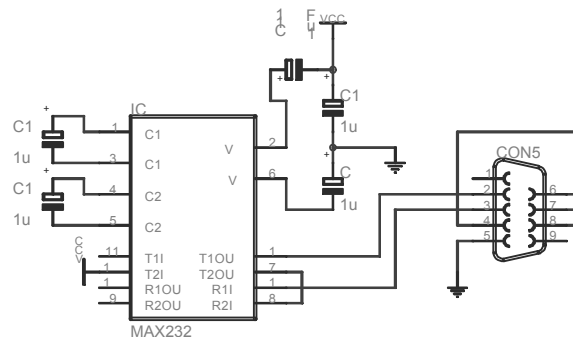 1
1
C
F
u
1
VCC
+
+
IC
C1
1u
+
C1
1u
+
C1
1u
+
C
1u
+
1
3
4
5
C1
C1
C2
C2
V
V
2
6
CON5
1
2
3
4
5
6
7
8
9
C
C
V
11
1
1
9
T1I
T2I
R1OU
R2OU
T1OU
T2OU
R1I
R2I
1
7
1
8
MAX232